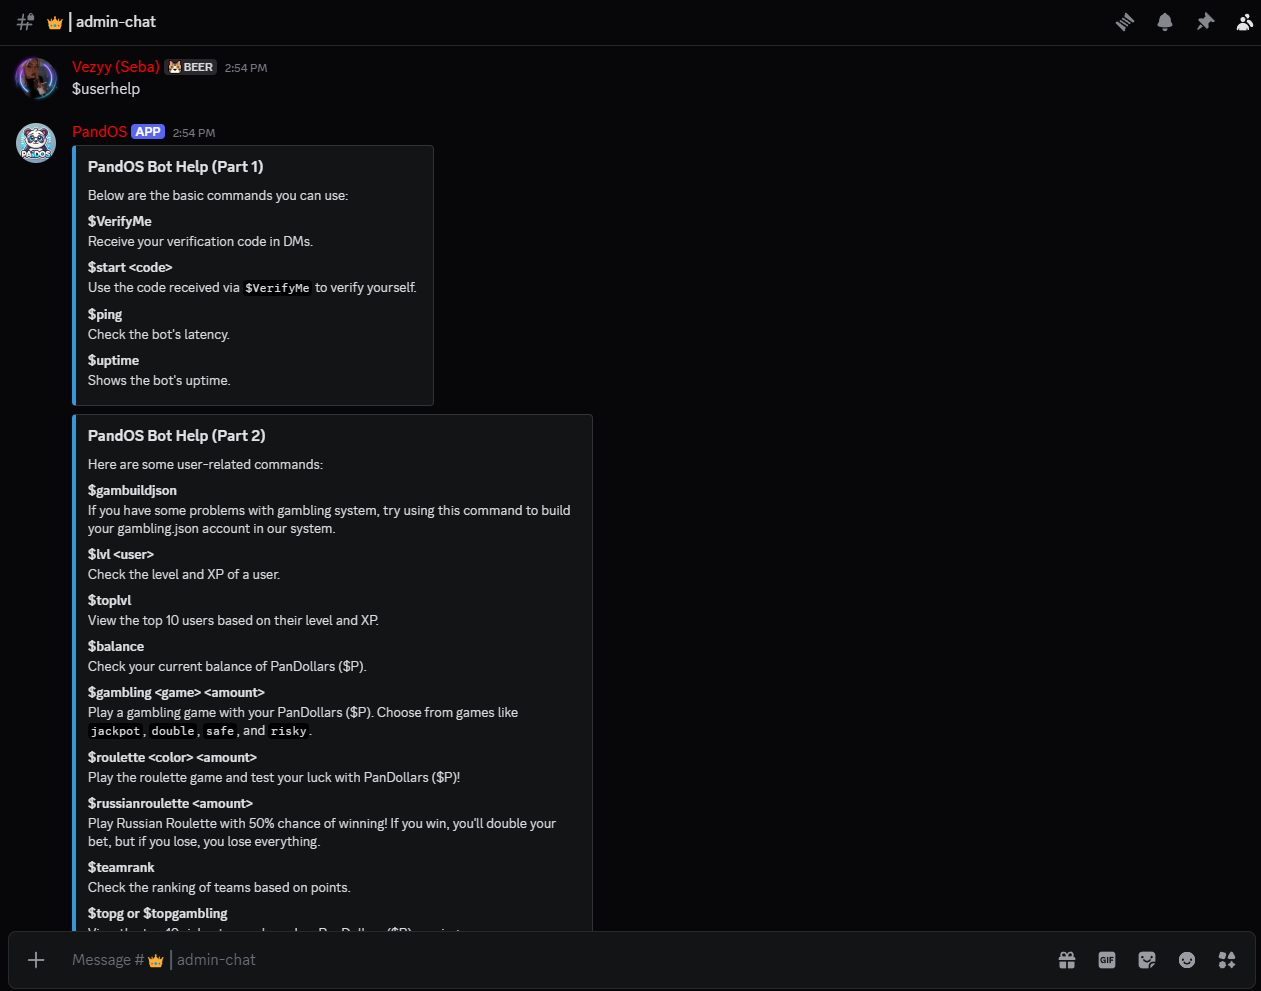 admin-chat
Vezyy (Seba) BEER 2:54 PM
$userhelp
PandOS APP 2:54 PM
PandOS Bot Help (Part 1)
Below are the basic commands you can use:
$VerifyMe
Receive your verification code in DMs.
$start <code>
Use the code received via $VerifyMe to verify yourself.
$ping
Check the bot's latency.
$uptime
Shows the bot's uptime.
PandOS Bot Help (Part 2)
Here are some user-related commands:
$gambuildjson
If you have some problems with gambling system, try using this command to build
your gambling.json account in our system.
$lvl <user>
Check the level and XP of a user.
$toplvl
View the top 10 users based on their level and XP.
$balance
Check your current balance of PanDollars ($P).
$gambling <game> <amount>
Play a gambling game with your PanDollars ($P). Choose from games like
jackpot, double, safe, and risky.
$roulette <color> <amount>
Play the roulette game and test your luck with PanDollars ($P)!
$russianroulette <amount>
Play Russian Roulette with 50% chance of winning! If you win, you'll double your
bet, but if you lose, you lose everything.
$teamrank
Check the ranking of teams based on points.
$topg or $topgambling
Message # admin-chat
GIF
PANDOS